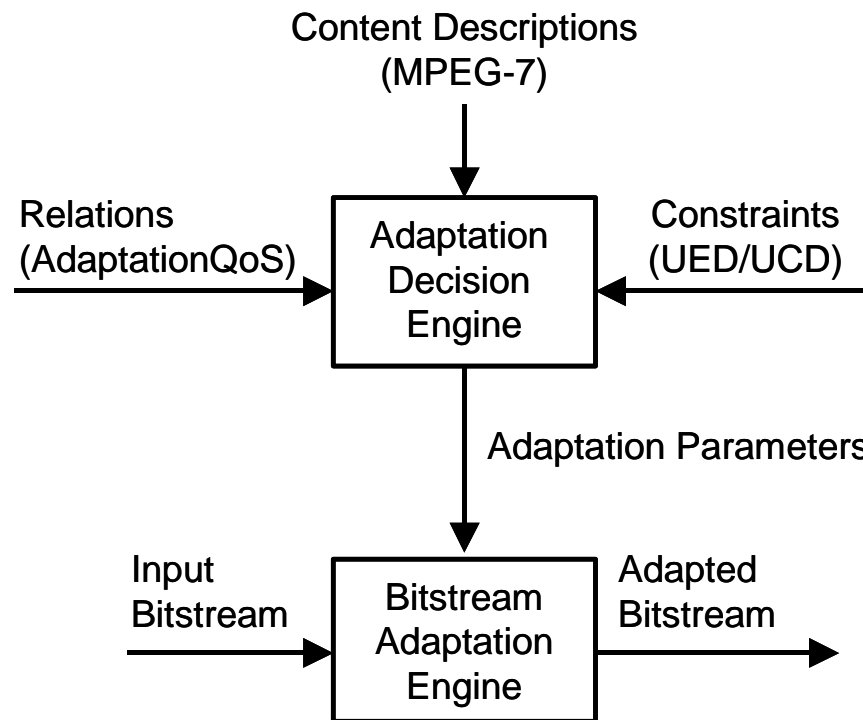 Content Descriptions
(MPEG-7)
Relations
(AdaptationQoS)
Adaptation
Decision
Engine
Constraints
(UED/UCD)
Adaptation Parameters
Input
Bitstream
Bitstream
Adaptation
Engine
Adapted
Bitstream